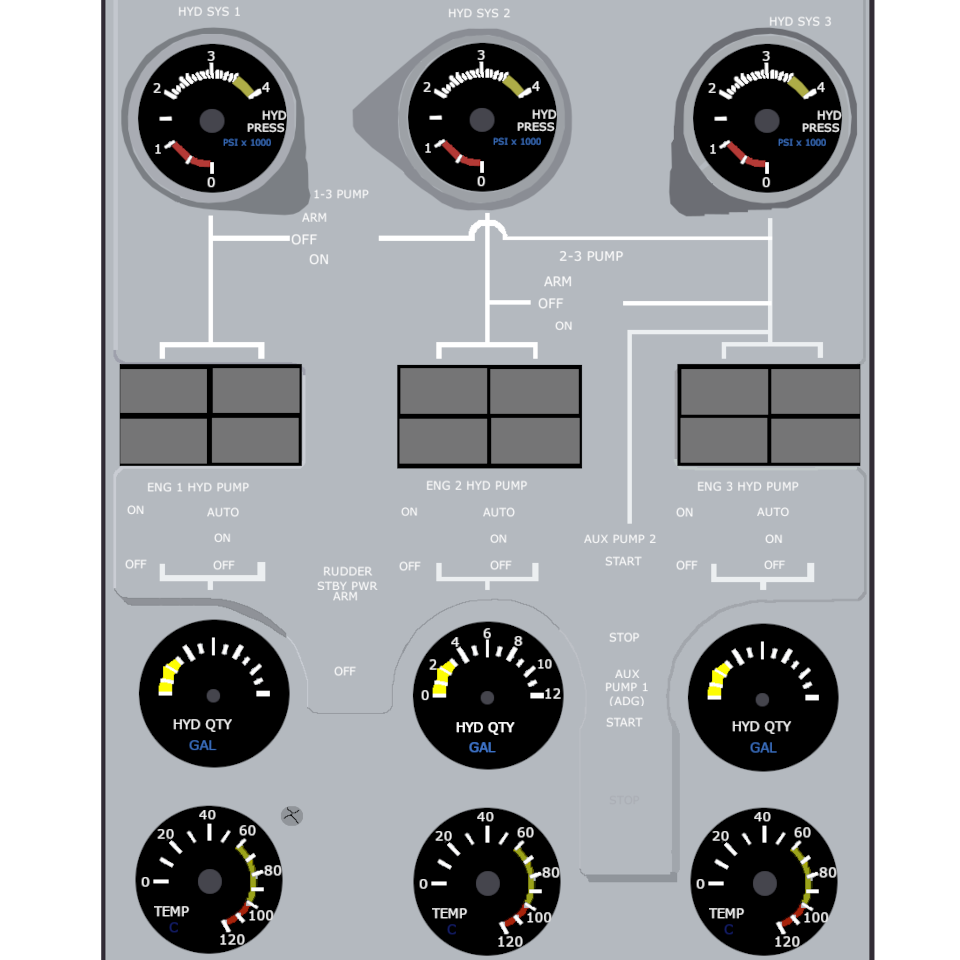 HYD SYS 1
HYD SYS 2
HYD SYS 3
3
2
4
HYD
PRESS
PSI x 1000
1
0
3
2
4
HYD
PRESS
PSI x 1000
1
0
3
2
4
HYD
PRESS
PSI x 1000
1
0
1-3 PUMP
ARM
OFF
ON
2-3 PUMP
ARM
OFF
ON
ENG 1 HYD PUMP
ON
AUTO
ON
OFF
OFF
ENG 2 HYD PUMP
ON
AUTO
ON
OFF
OFF
ENG 3 HYD PUMP
ON
AUTO
ON
OFF
OFF
RUDDER
STBY PWR
ARM
OFF
AUX PUMP 2
START
STOP
AUX
PUMP 1
(ADG)
START
STOP
HYD QTY
GAL
0
2
4
6
8
10
12
HYD QTY
GAL
HYD QTY
GAL
0
20
40
60
80
100
120
TEMP
C
0
20
40
60
80
100
120
TEMP
C
0
20
40
60
80
100
120
TEMP
C